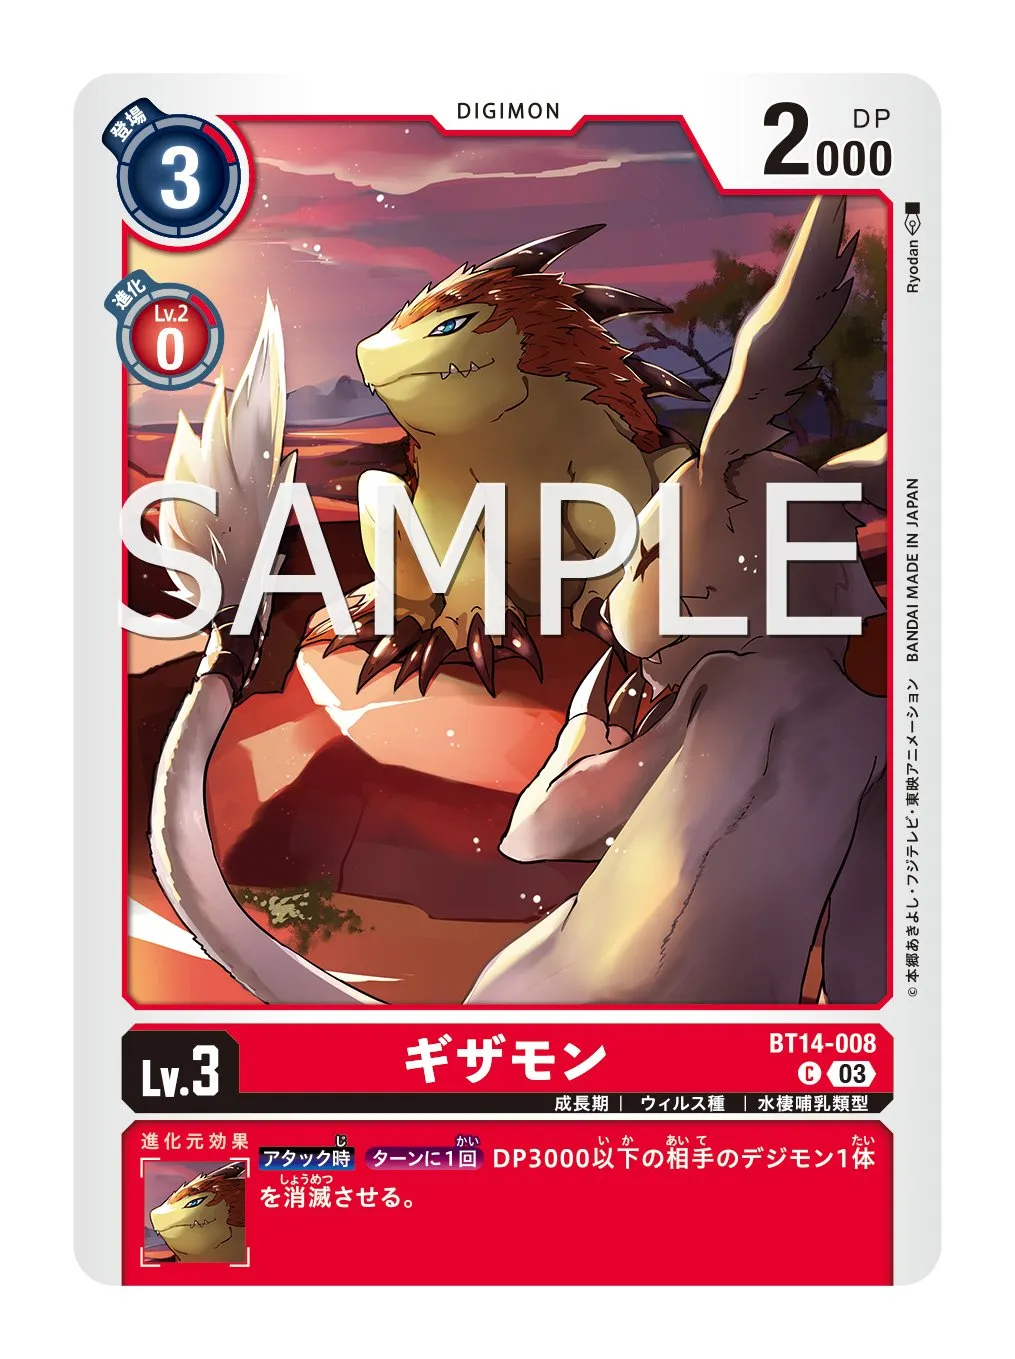 登場
3
DIGIMON
DP
2000
進化
Lv.2
0
Ryodan
SAMPLE
©本郷あきよし・フジテレビ・東映アニメーション BANDAI MADE IN JAPAN
Lv.3
ギザモン
BT14-008
C 03
成長期 | ウィルス種 | 水棲哺乳類型
進化元効果
アタック時 ターンに1回 DP3000以下の相手のデジモン1体
を消滅させる。